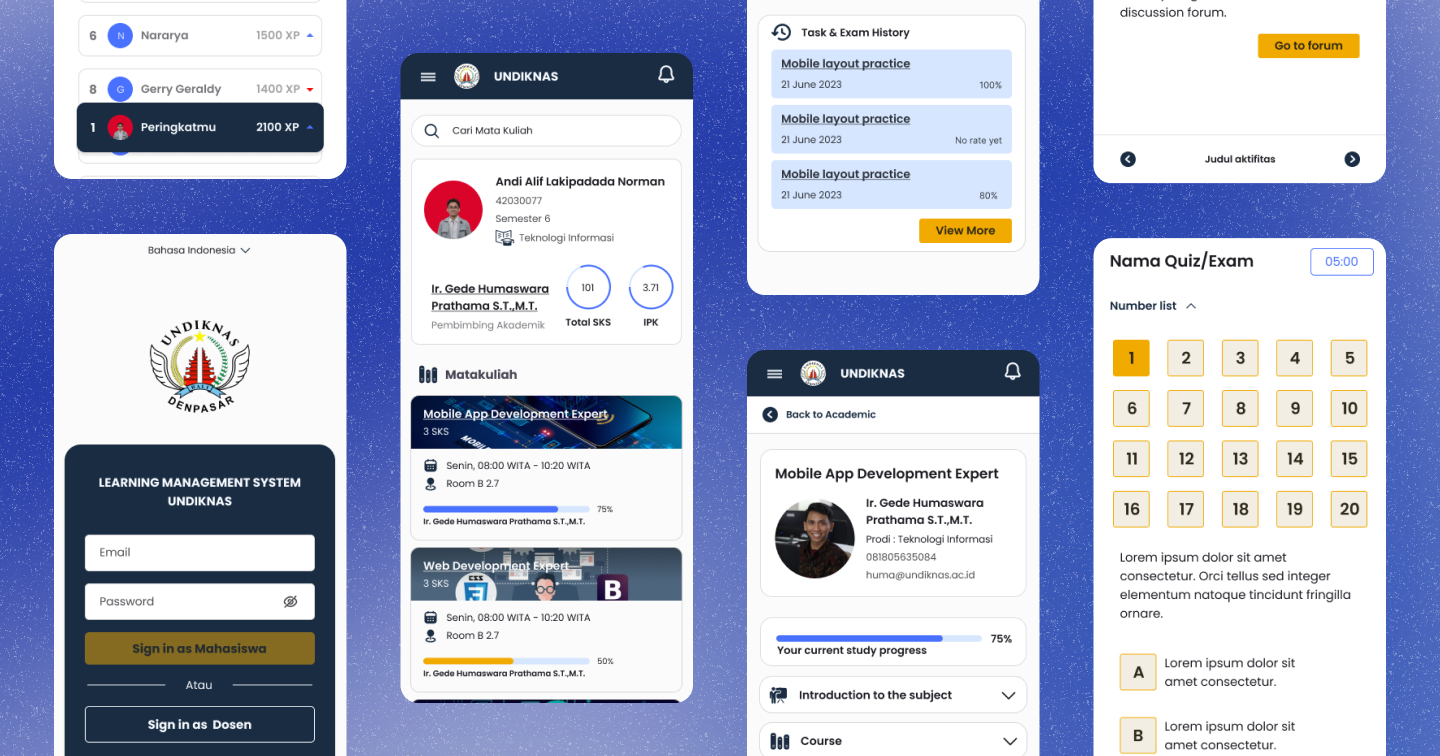 6 N Nararya 1500 XP
8 G Gerry Geraldy 1400 XP
1 Peringkatmu 2100 XP
Bahasa Indonesia
UNDIKNAS
BALI
DENPASAR
LEARNING MANAGEMENT SYSTEM
UNDIKNAS
Email
Password
Sign in as Mahasiswa
Atau
Sign in as Dosen
UNDIKNAS
Cari Mata Kuliah
Andi Alif Lakipadada Norman
42030077
Semester 6
Teknologi Informasi
Ir. Gede Humaswara
Prathama S.T.,M.T.
Pembimbing Akademik
101
Total SKS
3.71
IPK
Matakuliah
Mobile App Development Expert
3 SKS
Senin, 08:00 WITA - 10:20 WITA
Room B 2.7
75%
Ir. Gede Humaswara Prathama S.T.,M.T.
Web Development Expert
3 SKS
CSS
B
Senin, 08:00 WITA - 10:20 WITA
Room B 2.7
50%
Ir. Gede Humaswara Prathama S.T.,M.T.
Task & Exam History
Mobile layout practice
21 June 2023 100%
Mobile layout practice
21 June 2023 No rate yet
Mobile layout practice
21 June 2023 80%
View More
UNDIKNAS
Back to Academic
Mobile App Development Expert
Ir. Gede Humaswara
Prathama S.T.,M.T.
Prodi : Teknologi Informasi
081805635084
huma@undiknas.ac.id
75%
Your current study progress
Introduction to the subject
Course
discussion forum.
Go to forum
Judul aktifitas
Nama Quiz/Exam 05:00
Number list
1 2 3 4 5
6 7 8 9 10
11 12 13 14 15
16 17 18 19 20
Lorem ipsum dolor sit amet
consectetur. Orci tellus sed integer
elementum natoque tincidunt fringilla
ornare.
A Lorem ipsum dolor sit
amet consectetur.
B Lorem ipsum dolor sit
amet consectetur.